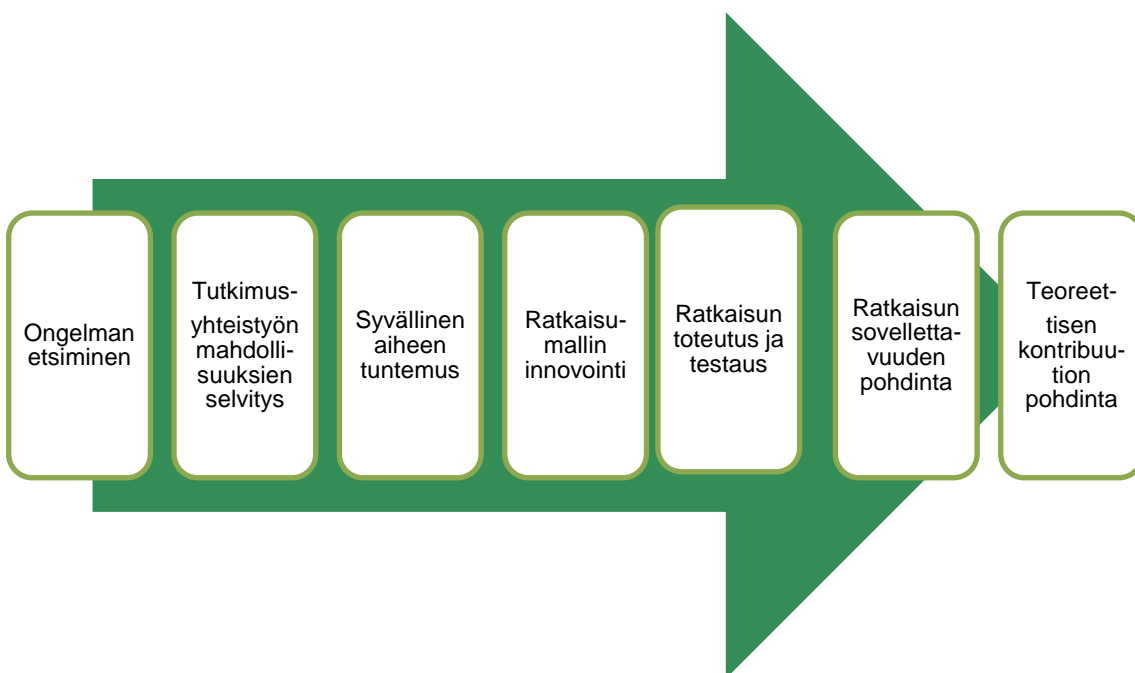 Ongelman
etsiminen
Tutkimus-
yhteistyön
mahdolli-
suuksien
selvitys
Syvällinen
aiheen
tuntemus
Ratkaisu-
mallin
innovointi
Ratkaisun
toteutus ja
testaus
Ratkaisun
sovelletta-
vuuden
pohdinta
Teoreet-
tisen
kontribuu-
tion
pohdinta